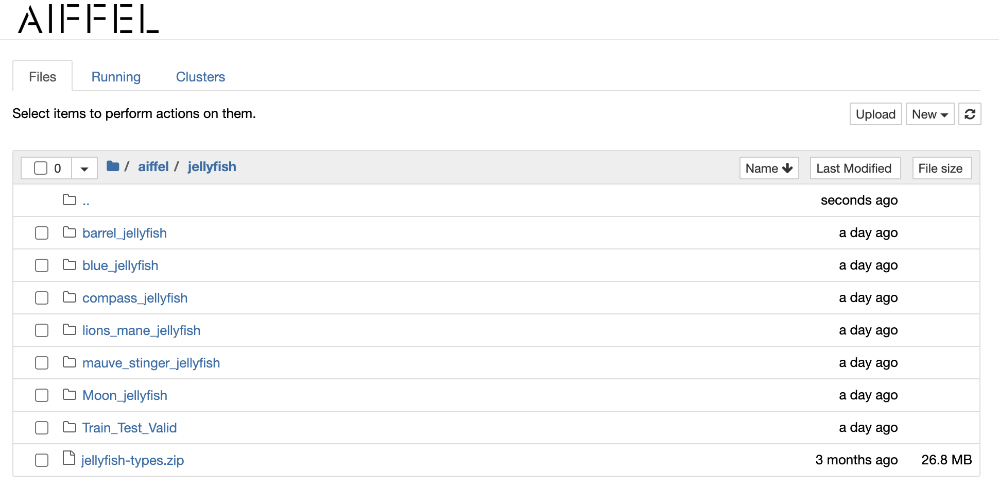 AIFFEL
Files Running Clusters
Select items to perform actions on them. Upload New
0 / aiffel / jellyfish Name Last Modified File size
.. seconds ago
barrel_jellyfish a day ago
blue_jellyfish a day ago
compass_jellyfish a day ago
lions_mane_jellyfish a day ago
mauve_stinger_jellyfish a day ago
Moon_jellyfish a day ago
Train_Test_Valid a day ago
jellyfish-types.zip 3 months ago 26.8 MB